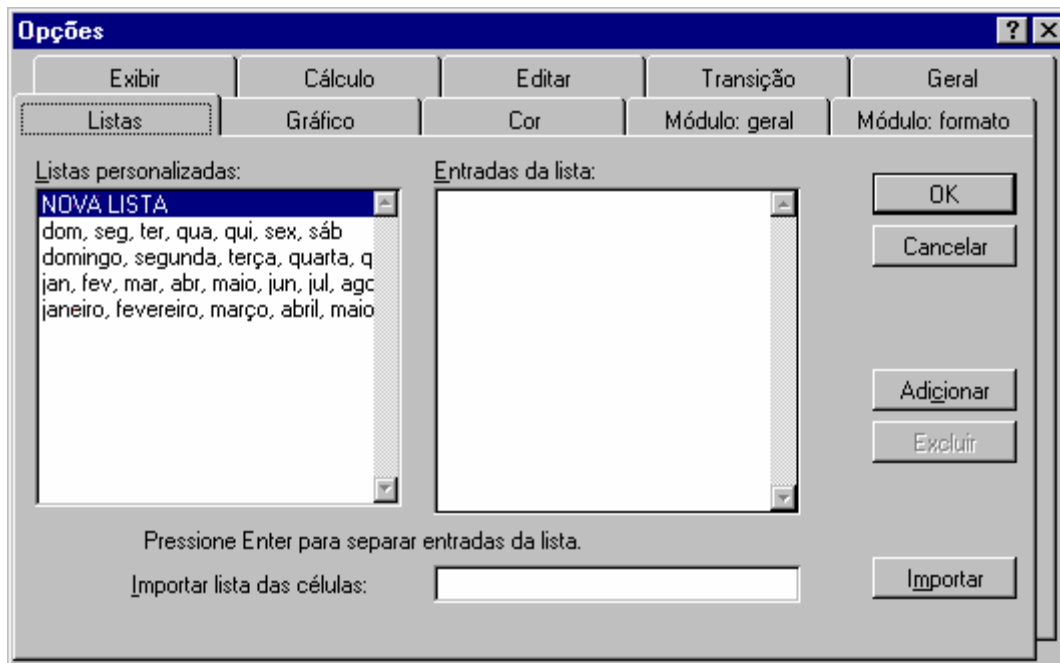 Opções
Exibir Cálculo Editar Transição Geral
Listas Gráfico Cor Módulo: geral Módulo: formato
Listas personalizadas: Entradas da lista:
NOVA LISTA
OK
dom, seg, ter, qua, qui, sex, sáb
Cancelar
domingo, segunda, terça, quarta, q
jan, fev, mar, abr, maio, jun, jul, ago
janeiro, fevereiro, março, abril, maio
Adicionar
Excluir
Pressione Enter para separar entradas da lista.
Importar lista das células:
Importar